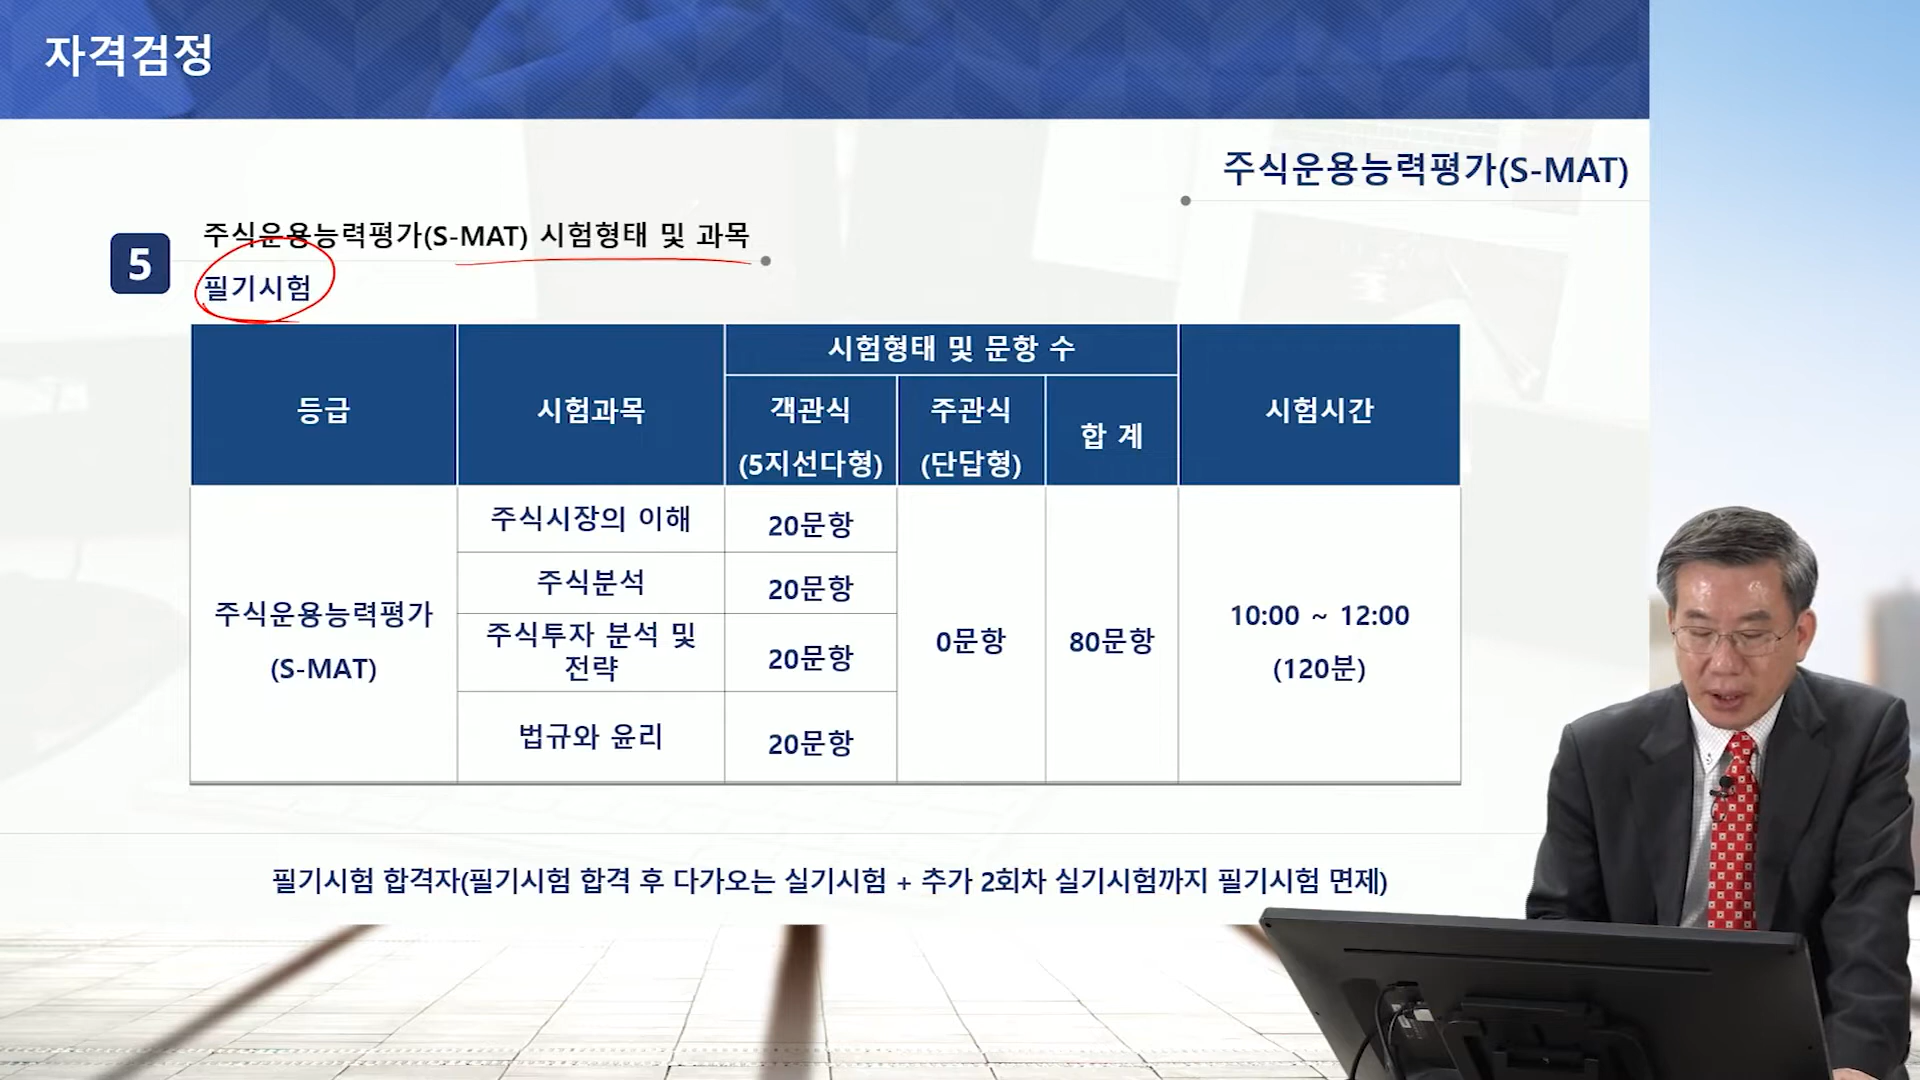 자격검정
주식운용능력평가(S-MAT)
5
주식운용능력평가(S-MAT) 시험형태 및 과목
필기시험
등급
시험과목
시험형태 및 문항 수
시험시간
객관식
(5지선다형)
주관식
(단답형)
합 계
주식운용능력평가
(S-MAT)
주식시장의 이해
20문항
주식분석
20문항
주식투자 분석 및
전략
20문항
법규와 윤리
20문항
0문항
80문항
10:00 ~ 12:00
(120분)
필기시험 합격자(필기시험 합격 후 다가오는 실기시험 + 추가 2회차 실기시험까지 필기시험 면제)